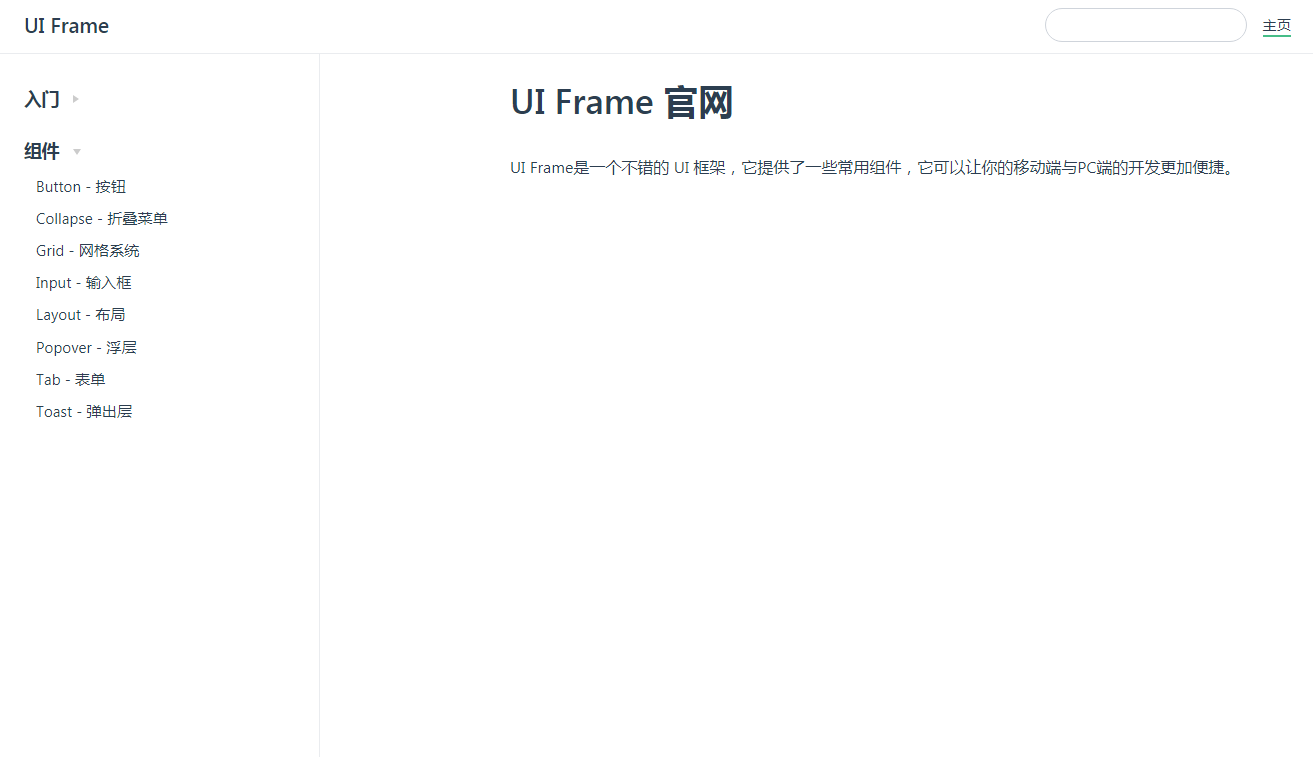 UI Frame
主页
入门
组件
Button - 按钮
Collapse - 折叠菜单
Grid - 网格系统
Input - 输入框
Layout - 布局
Popover - 浮层
Tab - 表单
Toast - 弹出层
UI Frame 官网
UI Frame是一个不错的 UI 框架，它提供了一些常用组件，它可以让你的移动端与PC端的开发更加便捷。